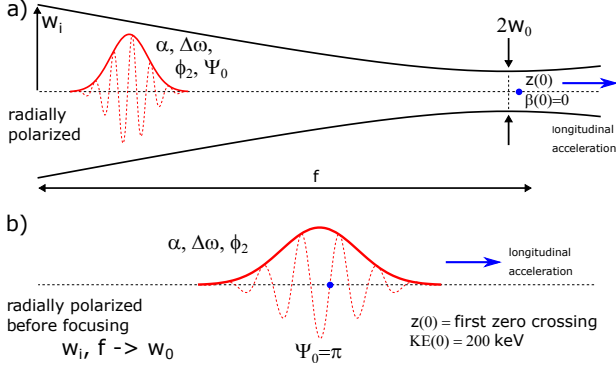 a)
w_i
α, Δω,
ϕ_2, Ψ_0
2w_0
z(0)
β(0)=0
radially
polarized
longitudinal
acceleration
f
b)
α, Δω, ϕ_2
longitudinal
acceleration
radially polarized
before focusing
w_i, f -> w_0
Ψ_0=π
z(0) = first zero crossing
KE(0) = 200 keV